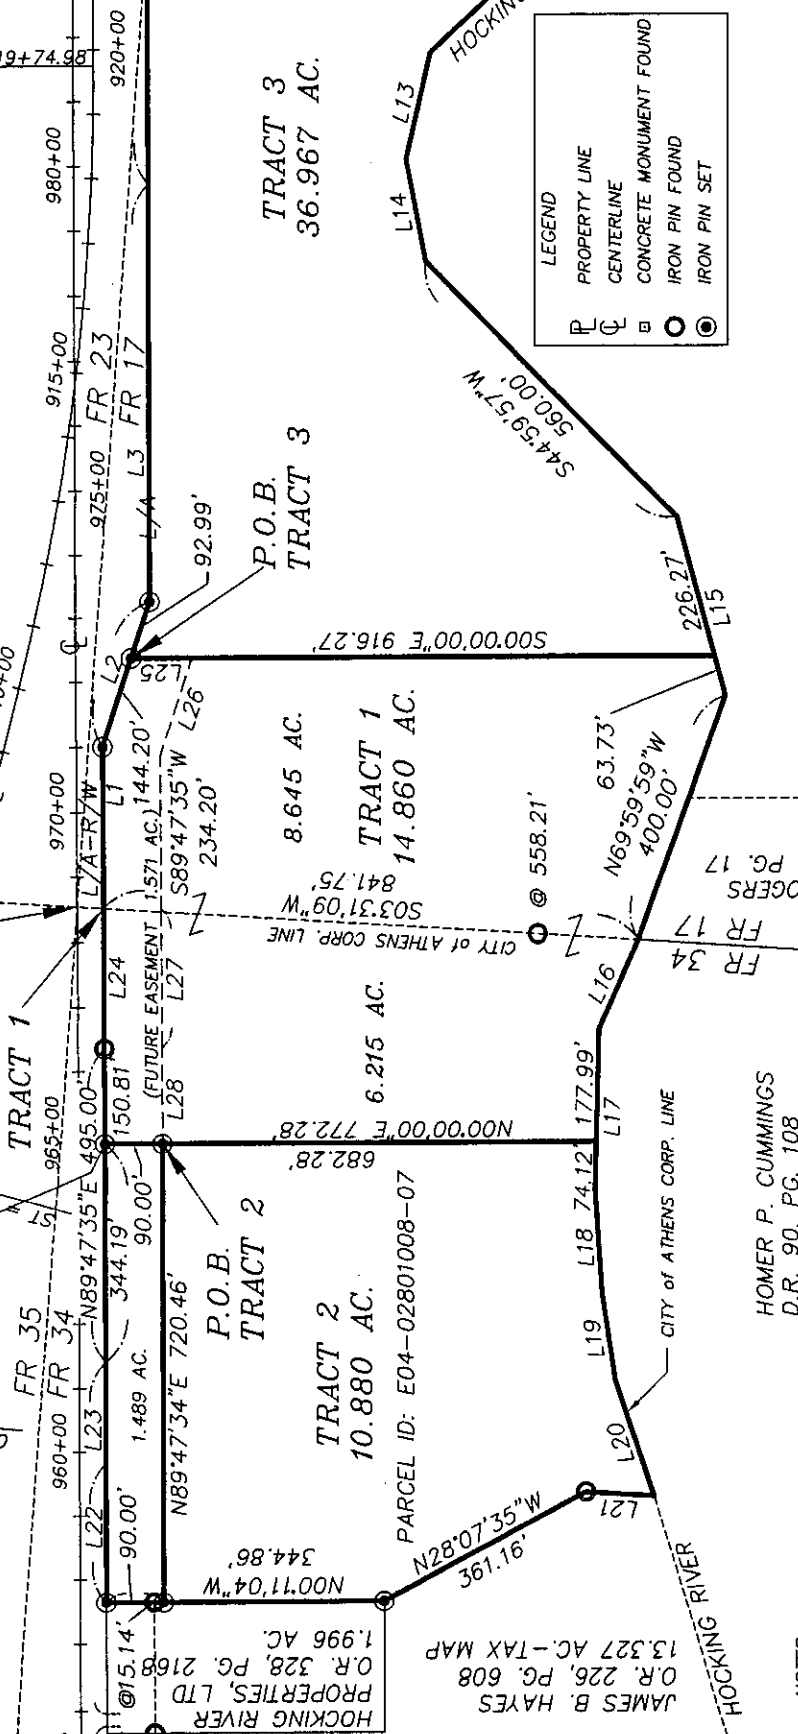 19+74.98
920+00
980+00
915+00
975+00
970+00
965+00
960+00
FR 23
FR 17
L3
L/A
92.99'
HOCKING
L13
L14
TRACT 3
36.967 AC.
LEGEND
PROPERTY LINE
CENTERLINE
CONCRETE MONUMENT FOUND
IRON PIN FOUND
IRON PIN SET
S44°59'57"W
560.00'
P.O.B.
TRACT 3
226.27'
L15
S00°00'00"E 916.27'
L2
L25
L26
144.20'
L1
L/A-R/W
S89°47'35"W
234.20'
8.645 AC.
TRACT 1
14.860 AC.
63.73'
N69°59'59"W
400.00'
@ 558.21'
S03°31'09"W
841.75'
CITY of ATHENS CORP. LINE
(FUTURE EASEMENT 1.571 AC.)
PG. 17
FR 17
FR 34
TRACT 1
L24
L27
L28
L16
6.215 AC.
N89°47'35"E 495.00'
150.81
90.00'
N00°00'00"E 772.28'
682.28'
177.99'
L17
74.12'
L18
L19
L20
L21
CITY of ATHENS CORP. LINE
HOMER P. CUMMINGS
D.R. 90, PG. 108
FR 35
FR 34
344.19'
L23
L22
1.489 AC.
P.O.B.
TRACT 2
N89°47'34"E 720.46'
TRACT 2
10.880 AC.
PARCEL ID: E04-02801008-07
90.00'
@15.14'
N00°11'04"W
344.86'
N28°07'35"W
361.16'
HOCKING RIVER
PROPERTIES, LTD
O.R. 328, PG. 2168
1.996 AC.
JAMES B. HAYES
O.R. 226, PG. 608
13.327 AC-TAX MAP
HOCKING RIVER